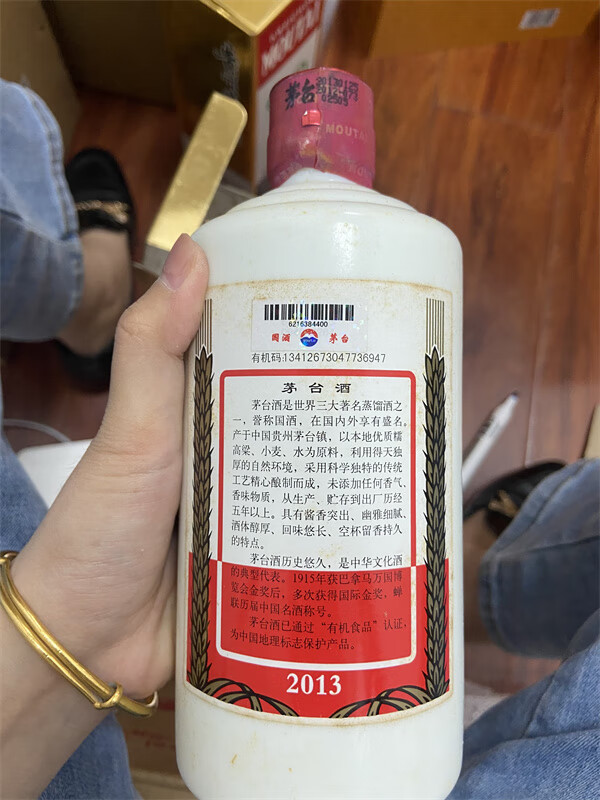 MOUTAI
茅台
20130129
MOUTA
6216384400
国酒 茅台
有机码:13412673047736947
茅台酒
茅台酒是世界三大著名蒸馏酒之
一，誉称国酒，在国内外享有盛名。
产于中国贵州茅台镇，以本地优质糯
高粱、小麦、水为原料，利用得天独
厚的自然环境，采用科学独特的传统
工艺精心酿制而成，未添加任何香气、
香味物质，从生产、贮存到出厂历经
五年以上。具有酱香突出、幽雅细腻、
酒体醇厚、回味悠长、空杯留香持久
的特点。
茅台酒历史悠久，是中华文化酒
的典型代表。1915年获巴拿马万国博
览会金奖后，多次获得国际金奖，蝉
联历届中国名酒称号。
茅台酒已通过“有机食品”认证，
为中国地理标志保护产品。
2013